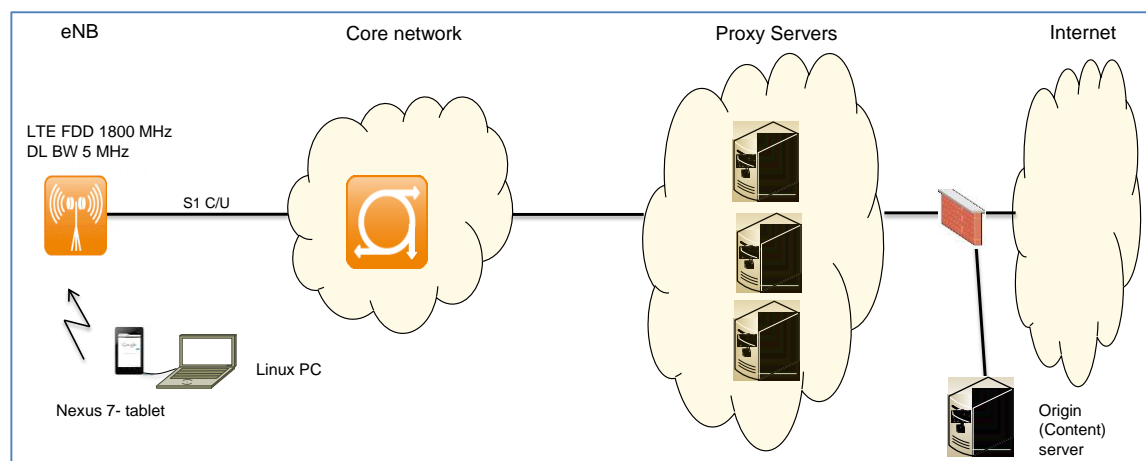 eNB
Core network
Proxy Servers
Internet
LTE FDD 1800 MHz
DL BW 5 MHz
S1 C/U
Linux PC
Nexus 7- tablet
Origin
(Content)
server